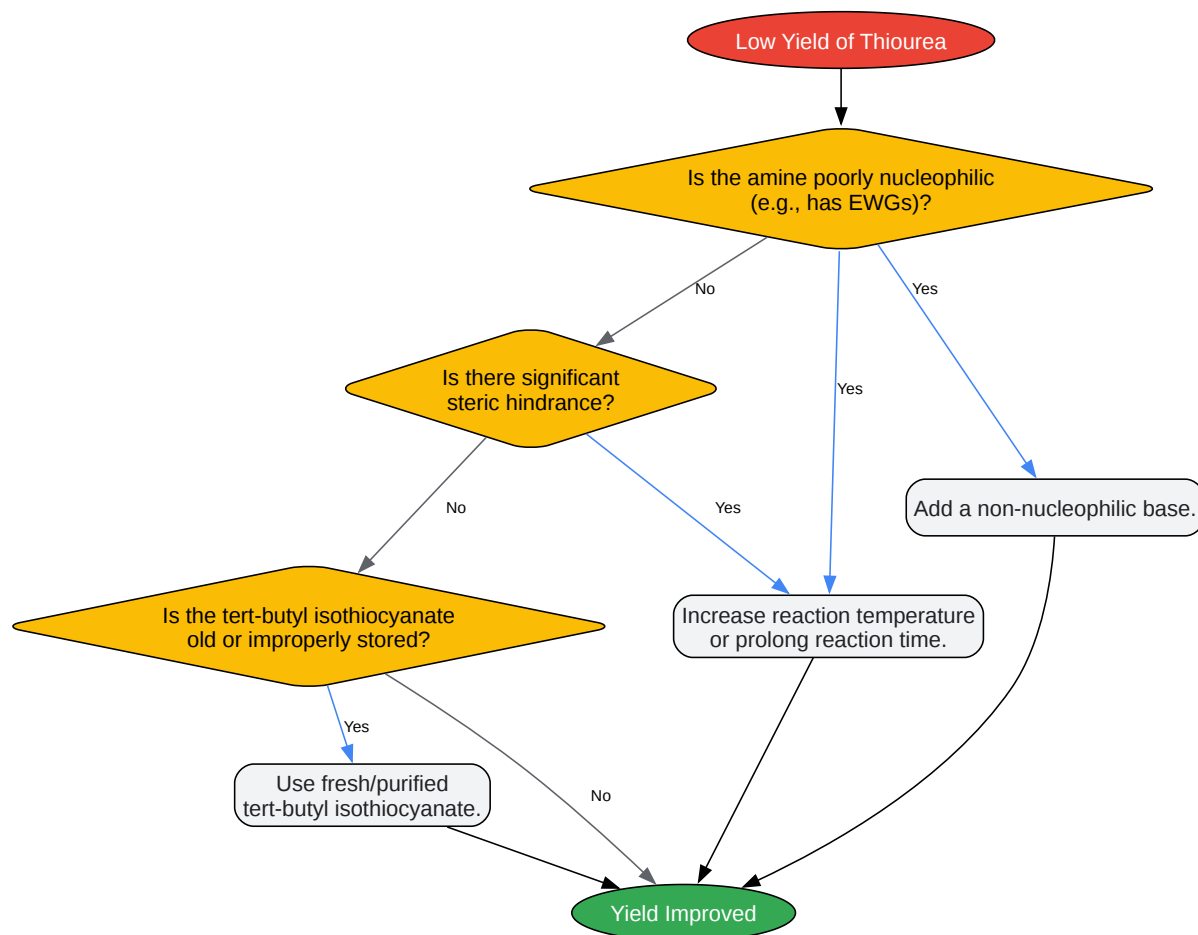 Low Yield of Thiourea
Is the amine poorly nucleophilic
(e.g., has EWGs)?
No
Yes
Yes
Is there significant
steric hindrance?
No
Yes
Add a non-nucleophilic base.
Is the tert-butyl isothiocyanate
old or improperly stored?
Increase reaction temperature
or prolong reaction time.
Yes
No
Use fresh/purified
tert-butyl isothiocyanate.
Yield Improved